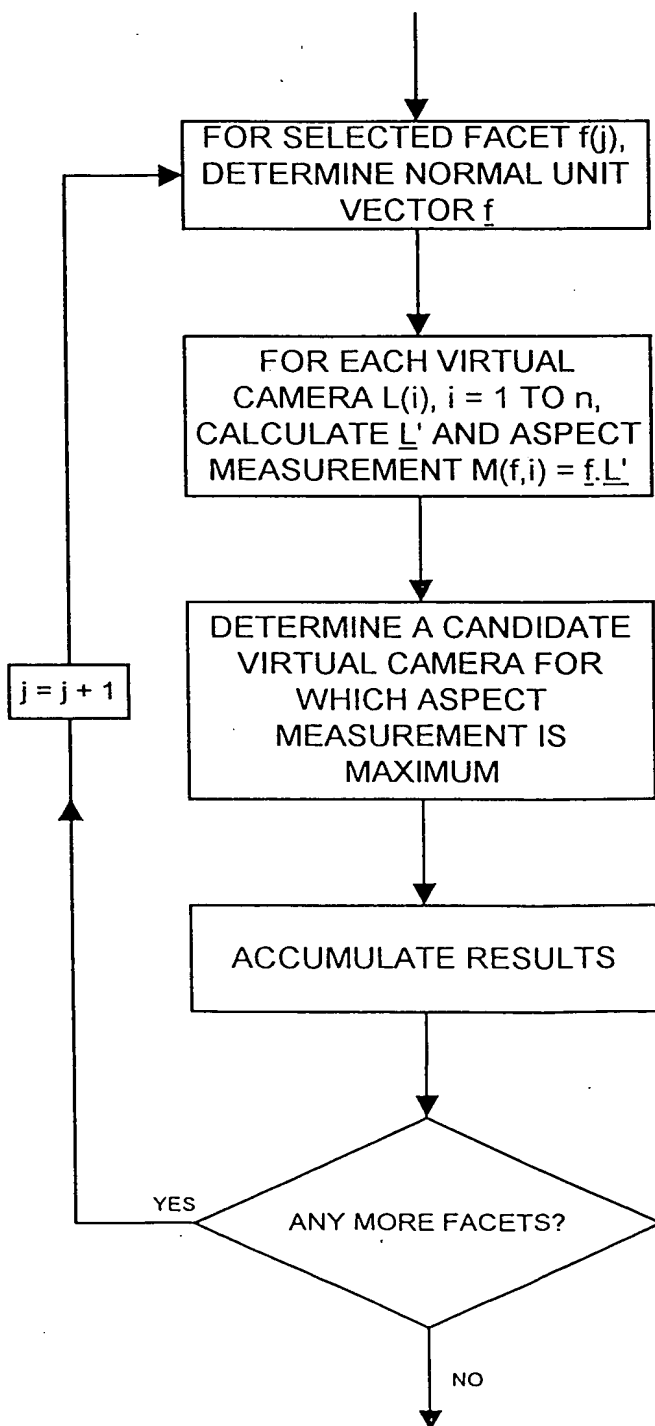 FOR SELECTED FACET f(j),
DETERMINE NORMAL UNIT
VECTOR f
FOR EACH VIRTUAL
CAMERA L(i), i = 1 TO n,
CALCULATE L' AND ASPECT
MEASUREMENT M(f,i) = f.L'
DETERMINE A CANDIDATE
VIRTUAL CAMERA FOR
WHICH ASPECT
MEASUREMENT IS
MAXIMUM
j = j + 1
ACCUMULATE RESULTS
YES
ANY MORE FACETS?
NO